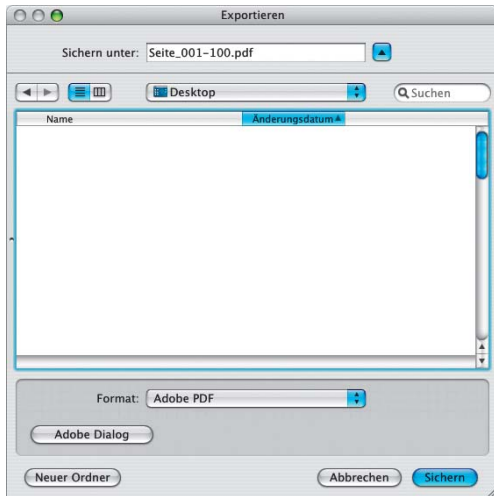 Exportieren
Sichern unter: Seite_001-100.pdf
Desktop
Suchen
Name Änderungsdatum
Format: Adobe PDF
Adobe Dialog
Neuer Ordner Abbrechen Sichern